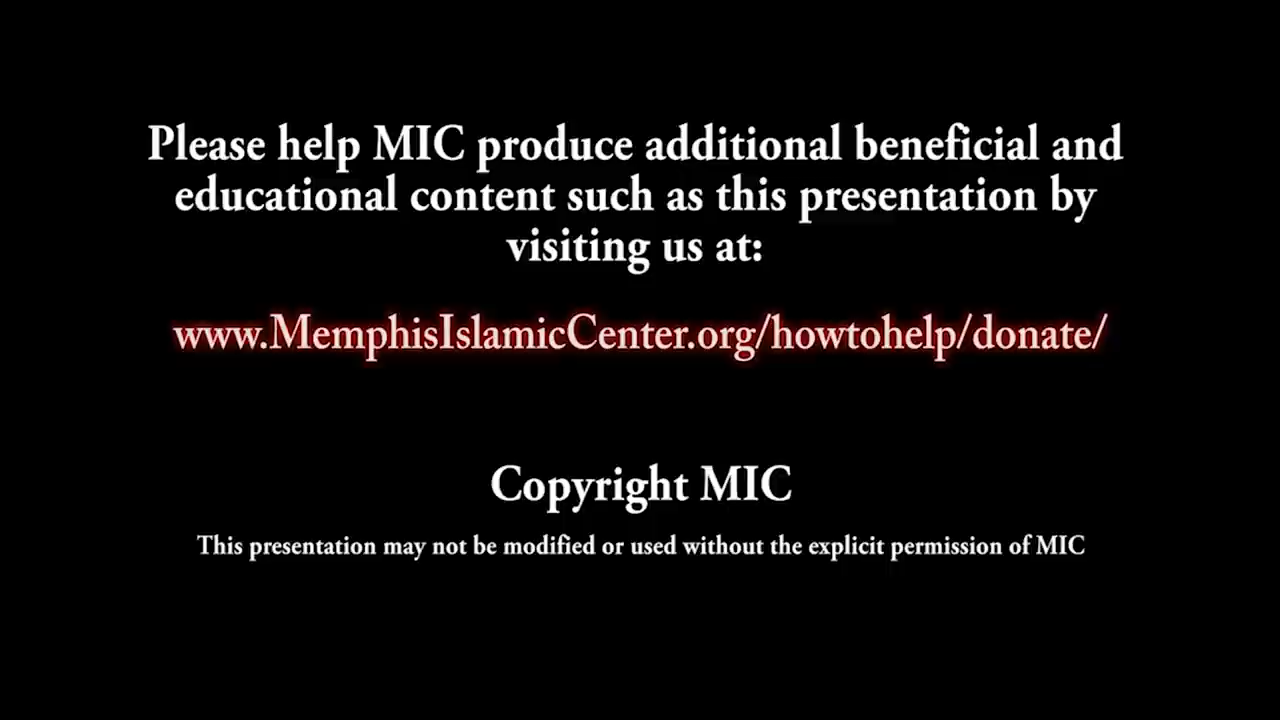 Please help MIC produce additional beneficial and
educational content such as this presentation by
visiting us at:
www.MemphisIslamicCenter.org/howtohelp/donate/
Copyright MIC
This presentation may not be modified or used without the explicit permission of MIC